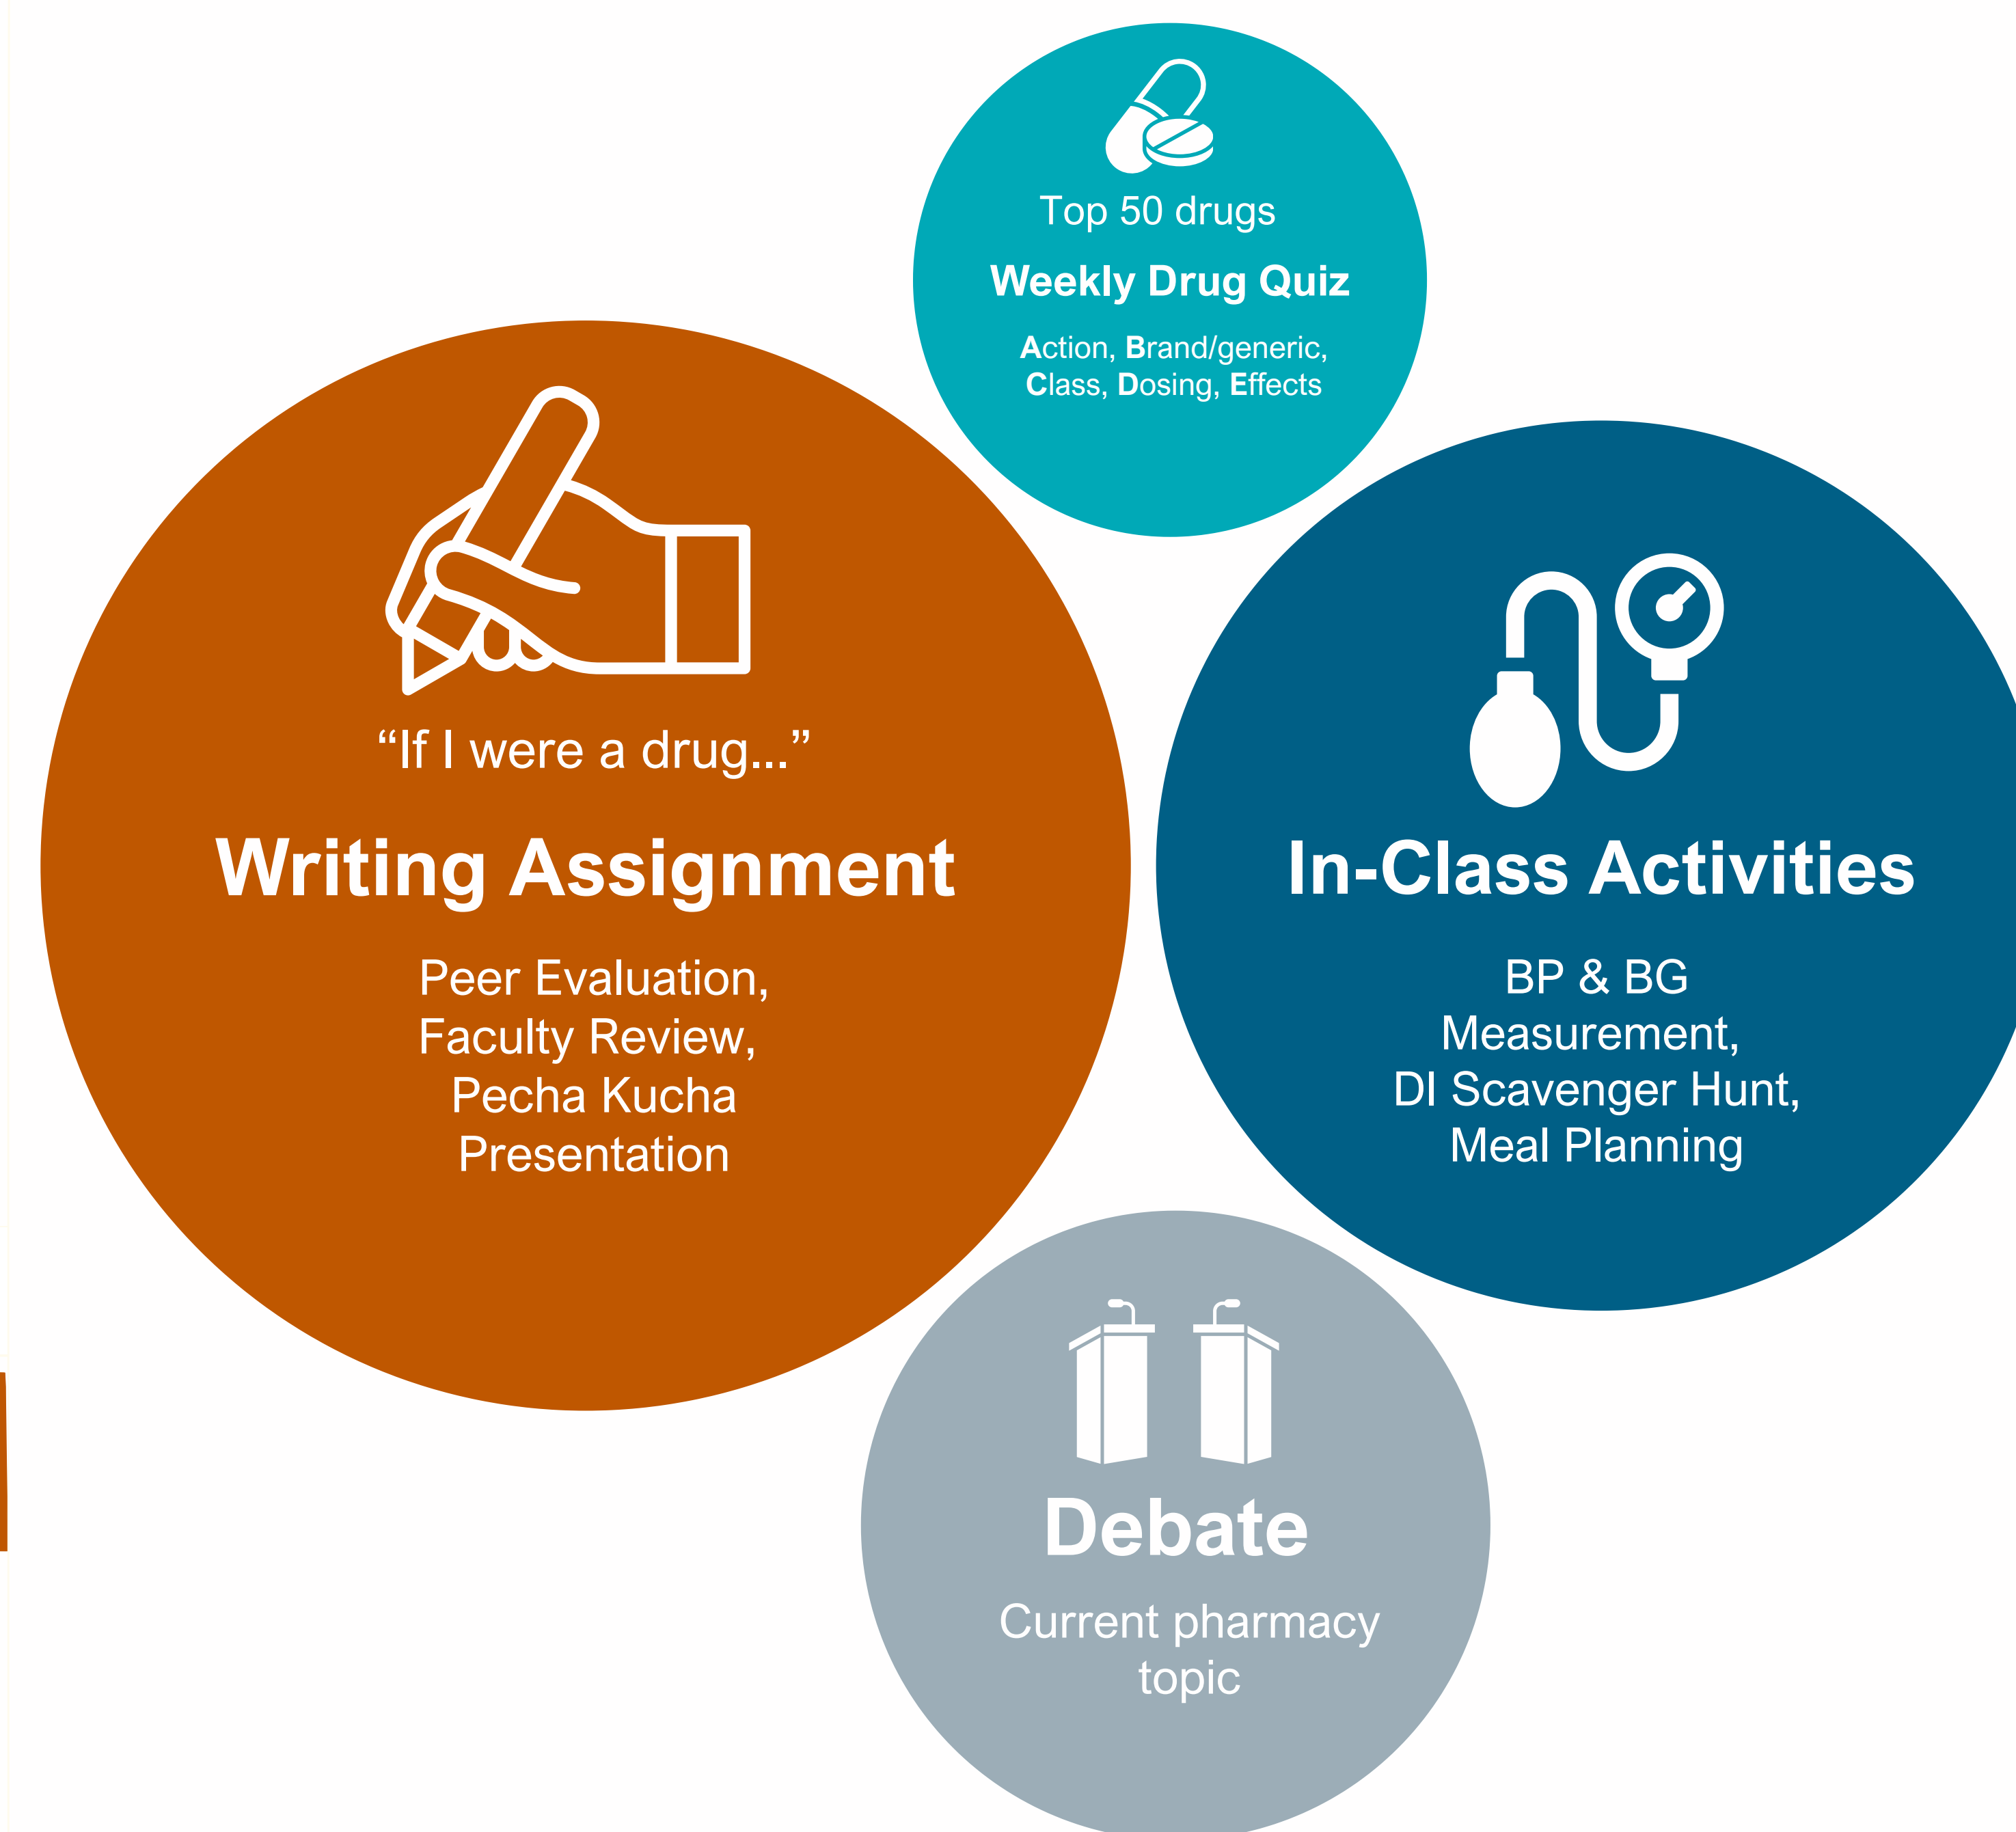 Top 50 drugs
Weekly Drug Quiz
Action, Brand/generic,
Class, Dosing, Effects
“If I were a drug...”
Writing Assignment
Peer Evaluation,
Faculty Review,
Pecha Kucha
Presentation
In-Class Activities
BP & BG
Measurement,
DI Scavenger Hunt,
Meal Planning
Debate
Current pharmacy
topic